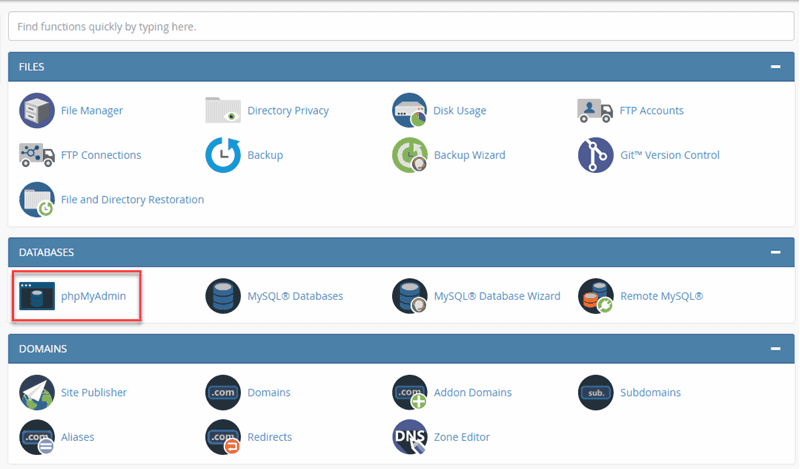 Find functions quickly by typing here.
FILES
File Manager
Directory Privacy
Disk Usage
FTP Accounts
FTP Connections
Backup
Backup Wizard
Git™ Version Control
File and Directory Restoration
DATABASES
phpMyAdmin
MySQL® Databases
MySQL® Database Wizard
Remote MySQL®
DOMAINS
Site Publisher
.com
Domains
.com
Addon Domains
sub.
Subdomains
.com
Aliases
.com
Redirects
DNS
Zone Editor